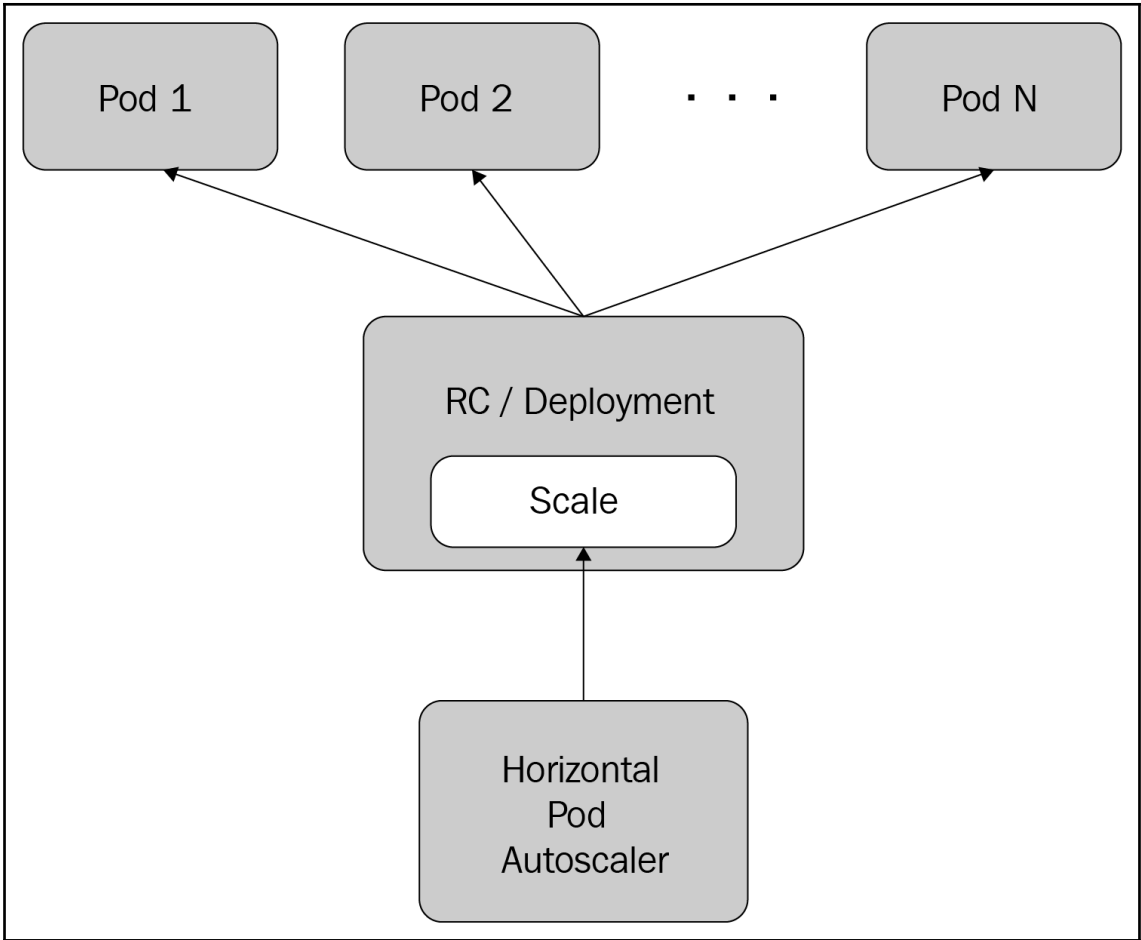 Pod 1
Pod 2
. . .
Pod N
RC / Deployment
Scale
Horizontal
Pod
Autoscaler